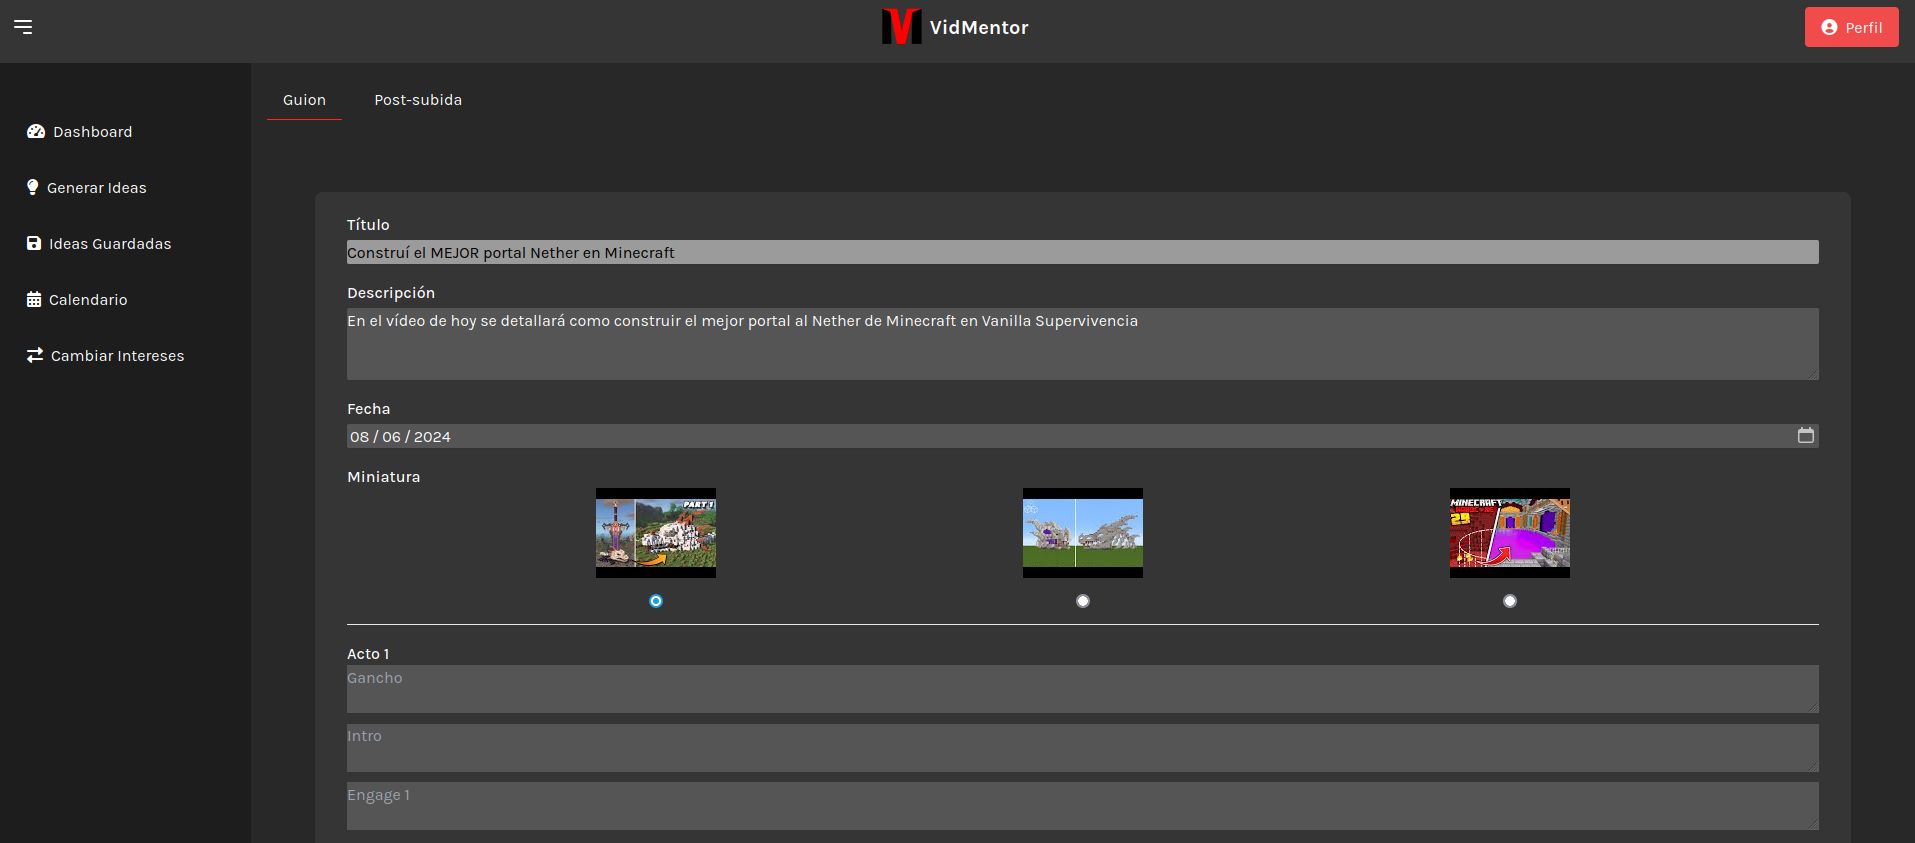 VidMentor
Perfil
Guion
Post-subida
Dashboard
Generar Ideas
Ideas Guardadas
Calendario
Cambiar Intereses
Título
Construí el MEJOR portal Nether en Minecraft
Descripción
En el vídeo de hoy se detallará como construir el mejor portal al Nether de Minecraft en Vanilla Supervivencia
Fecha
08 / 06 / 2024
Miniatura
PART 1
MINECRAFT
29
Acto 1
Gancho
Intro
Engage 1